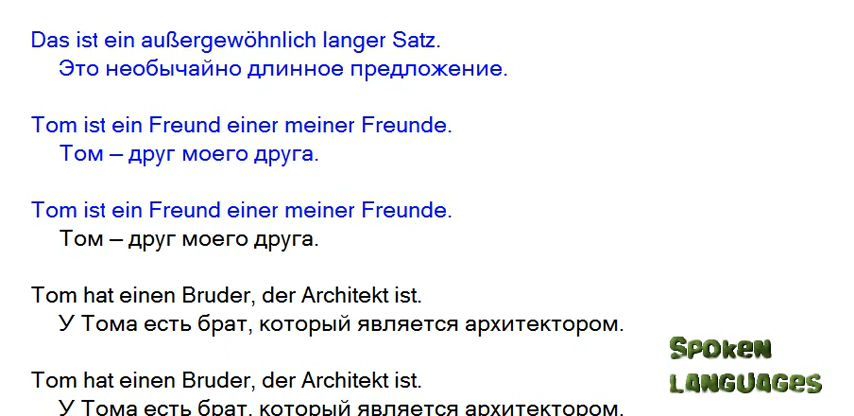 Das ist ein außergewöhnlich langer Satz.
Это необычайно длинное предложение.
Tom ist ein Freund einer meiner Freunde.
Том – друг моего друга.
Tom ist ein Freund einer meiner Freunde.
Том – друг моего друга.
Tom hat einen Bruder, der Architekt ist.
У Тома есть брат, который является архитектором.
Tom hat einen Bruder, der Architekt ist.
У Тома есть брат, который является архитектором.
Spoken
Languages